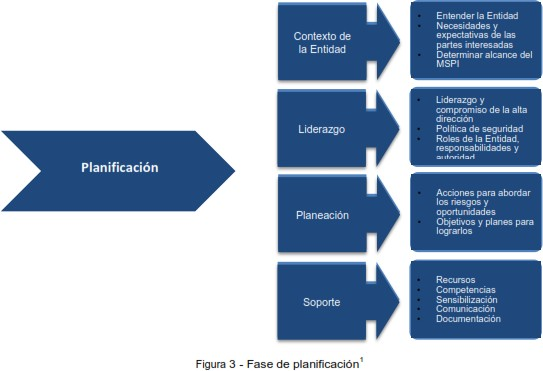 Planificación
Contexto de
la Entidad
• Entender la Entidad
• Necesidades y
expectativas de las
partes interesadas
• Determinar alcance del
MSPI
Liderazgo
• Liderazgo y
compromiso de la alta
dirección
• Política de seguridad
• Roles de la Entidad,
responsabilidades y
autoridad
Planeación
• Acciones para abordar
los riesgos y
oportunidades
• Objetivos y planes para
lograrlos
Soporte
• Recursos
• Competencias
• Sensibilización
• Comunicación
• Documentación
Figura 3 - Fase de planificación1